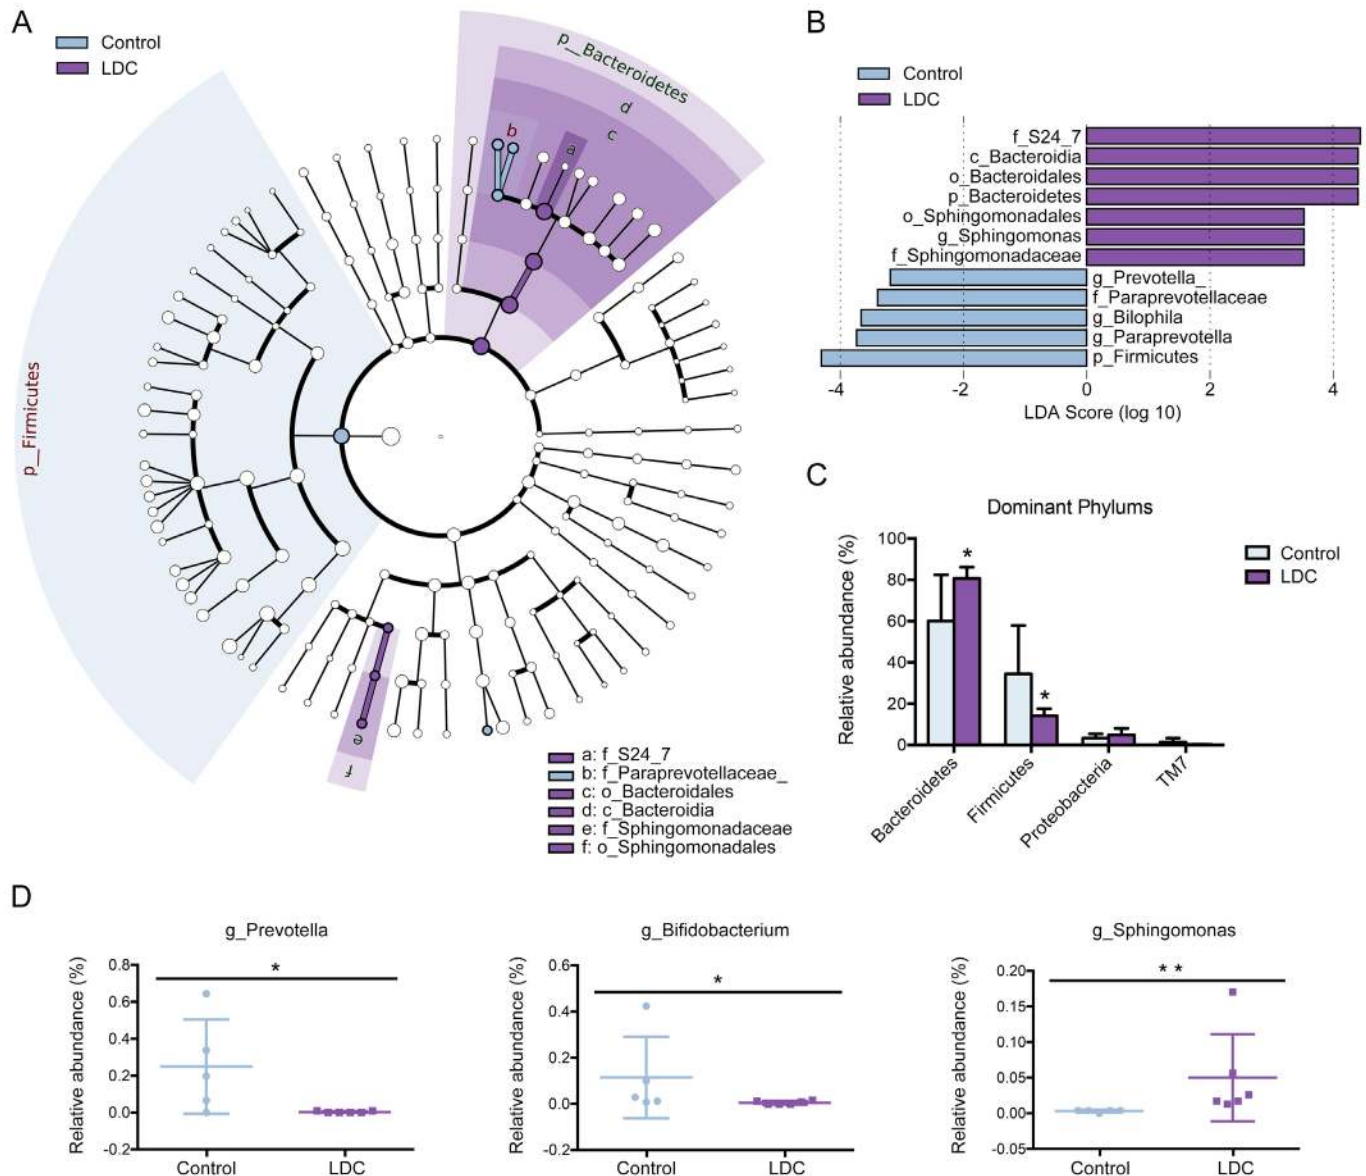 A
Control
LDC
p__Bacteroidetes
d
c
b
a
p__Firmicutes
e
f
a: f_S24_7
b: f_Paraprevotellaceae_
c: o_Bacteroidales
d: c_Bacteroidia
e: f_Sphingomonadaceae
f: o_Sphingomonadales
B
Control
LDC
f_S24_7
c_Bacteroidia
o_Bacteroidales
p_Bacteroidetes
o_Sphingomonadales
g_Sphingomonas
f_Sphingomonadaceae
g_Prevotella_
f_Paraprevotellaceae
g_Bilophila
g_Paraprevotella
p_Firmicutes
-4 -2 0 2 4
LDA Score (log 10)
C
Dominant Phylums
Relative abundance (%)
100
80
60
40
20
0
* *
Control
LDC
Bacteroidetes
Firmicutes
Proteobacteria
TM7
D
g_Prevotella
Relative abundance (%)
0.8
0.6
0.4
0.2
0.0
-0.2
*
Control LDC
g_Bifidobacterium
Relative abundance (%)
0.6
0.4
0.2
0.0
-0.2
*
Control LDC
g_Sphingomonas
Relative abundance (%)
0.20
0.15
0.10
0.05
0.00
-0.05
* *
Control LDC